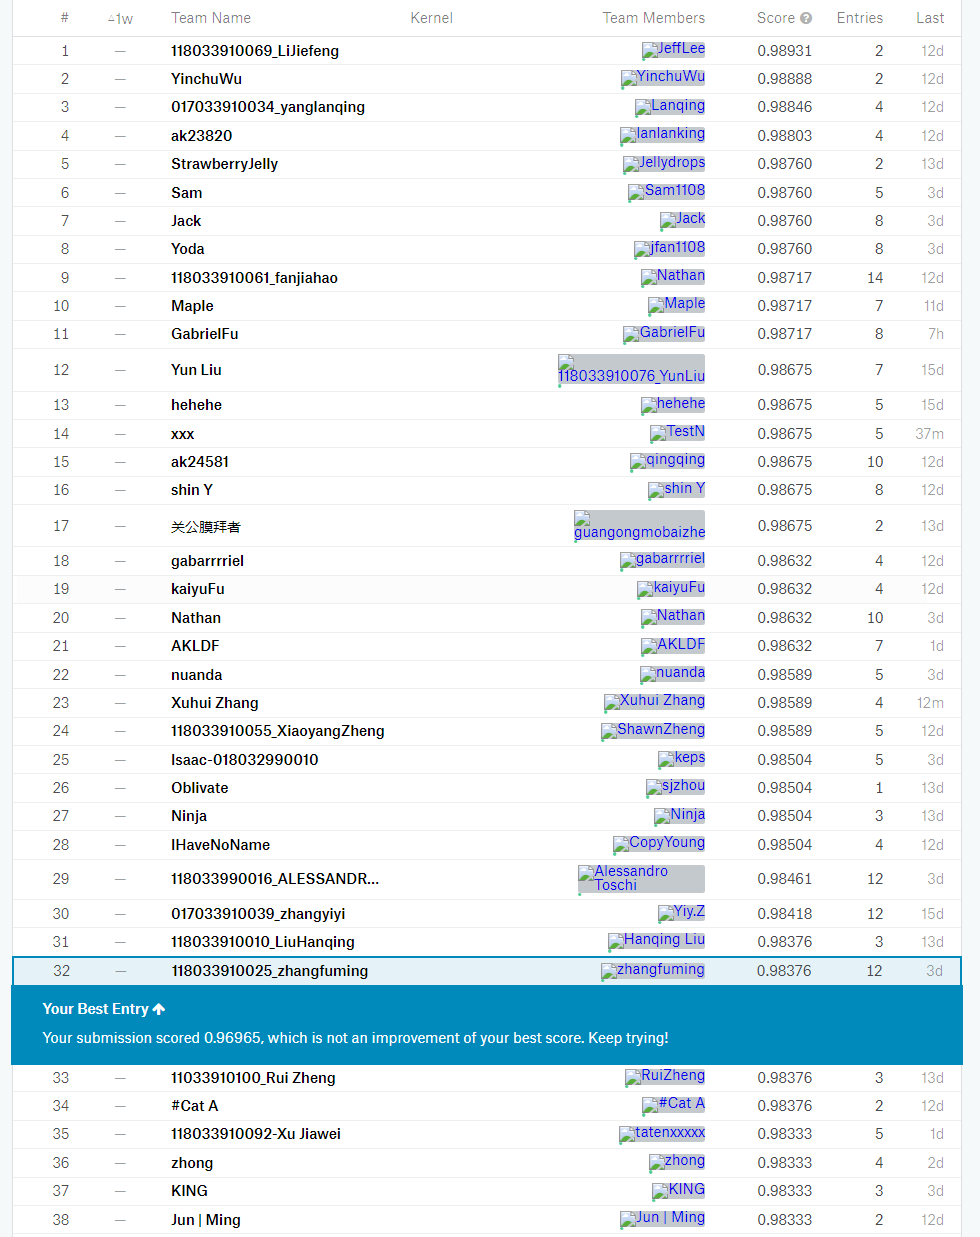 # △1w Team Name Kernel Team Members Score ? Entries Last
1 — 118033910069_LiJiefeng JeffLee 0.98931 2 12d
2 — YinchuWu YinchuWu 0.98888 2 12d
3 — 017033910034_yanglanqing Lanqing 0.98846 4 12d
4 — ak23820 lanlanking 0.98803 4 12d
5 — StrawberryJelly Jellydrops 0.98760 2 13d
6 — Sam Sam1108 0.98760 5 3d
7 — Jack Jack 0.98760 8 3d
8 — Yoda jfan1108 0.98760 8 3d
9 — 118033910061_fanjiahao Nathan 0.98717 14 12d
10 — Maple Maple 0.98717 7 11d
11 — GabrielFu GabrielFu 0.98717 8 7h
12 — Yun Liu 118033910076_YunLiu 0.98675 7 15d
13 — hehehe hehehe 0.98675 5 15d
14 — xxx TestN 0.98675 5 37m
15 — ak24581 qingqing 0.98675 10 12d
16 — shin Y shin Y 0.98675 8 12d
17 — 关公膜拜者 guangongmobaizhe 0.98675 2 13d
18 — gabarrrriel gabarrrriel 0.98632 4 12d
19 — kaiyuFu kaiyuFu 0.98632 4 12d
20 — Nathan Nathan 0.98632 10 3d
21 — AKLDF AKLDF 0.98632 7 1d
22 — nuanda nuanda 0.98589 5 3d
23 — Xuhui Zhang Xuhui Zhang 0.98589 4 12m
24 — 118033910055_XiaoyangZheng ShawnZheng 0.98589 5 12d
25 — Isaac-018032990010 keps 0.98504 5 3d
26 — Oblivate sjzhou 0.98504 1 13d
27 — Ninja Ninja 0.98504 3 13d
28 — IHaveNoName CopyYoung 0.98504 4 12d
29 — 118033990016_ALESSANDR... Alessandro Toschi 0.98461 12 3d
30 — 017033910039_zhangyiyi Yiy.Z 0.98418 12 15d
31 — 118033910010_LiuHanqing Hanqing Liu 0.98376 3 13d
32 — 118033910025_zhangfuming zhangfuming 0.98376 12 3d
Your Best Entry ↑
Your submission scored 0.96965, which is not an improvement of your best score. Keep trying!
33 — 11033910100_Rui Zheng RuiZheng 0.98376 3 13d
34 — #Cat A #Cat A 0.98376 2 12d
35 — 118033910092-Xu Jiawei tatenxxxxx 0.98333 5 1d
36 — zhong zhong 0.98333 4 2d
37 — KING KING 0.98333 3 3d
38 — Jun | Ming Jun | Ming 0.98333 2 12d